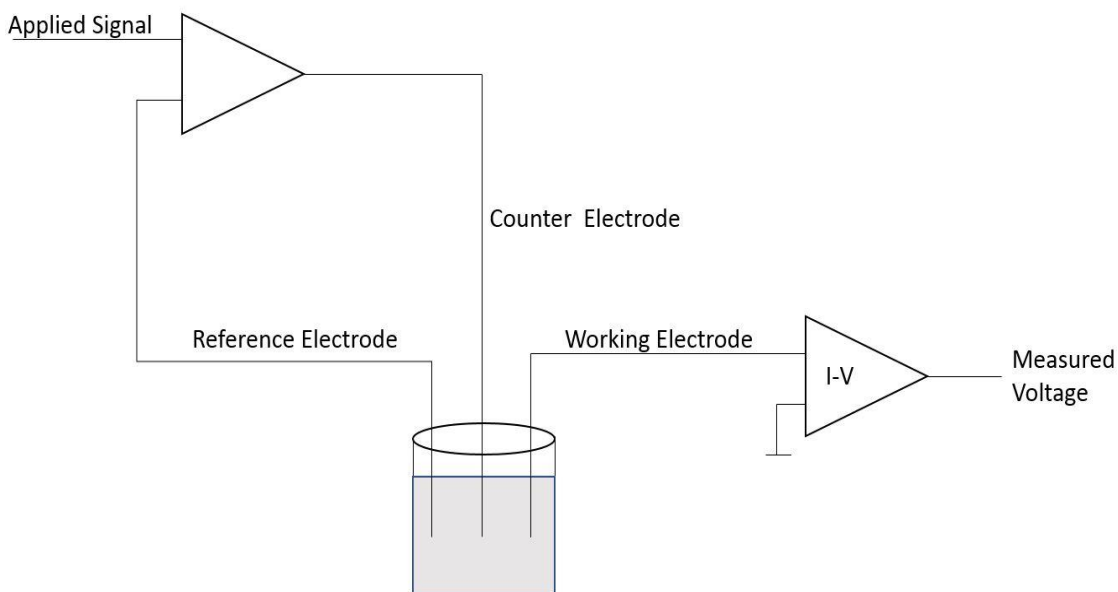 Applied Signal
Counter Electrode
Reference Electrode
Working Electrode
I-V
Measured
Voltage